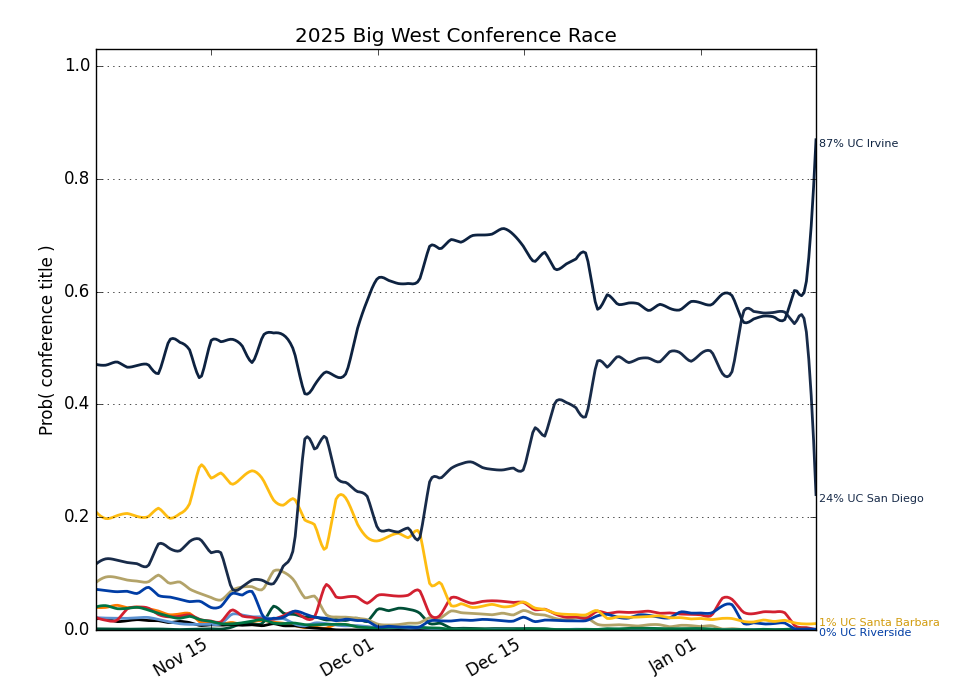 2025 Big West Conference Race
Prob( conference title )
1.0
0.8
0.6
0.4
0.2
0.0
Nov 15
Dec 01
Dec 15
Jan 01
87% UC Irvine
24% UC San Diego
1% UC Santa Barbara
0% UC Riverside